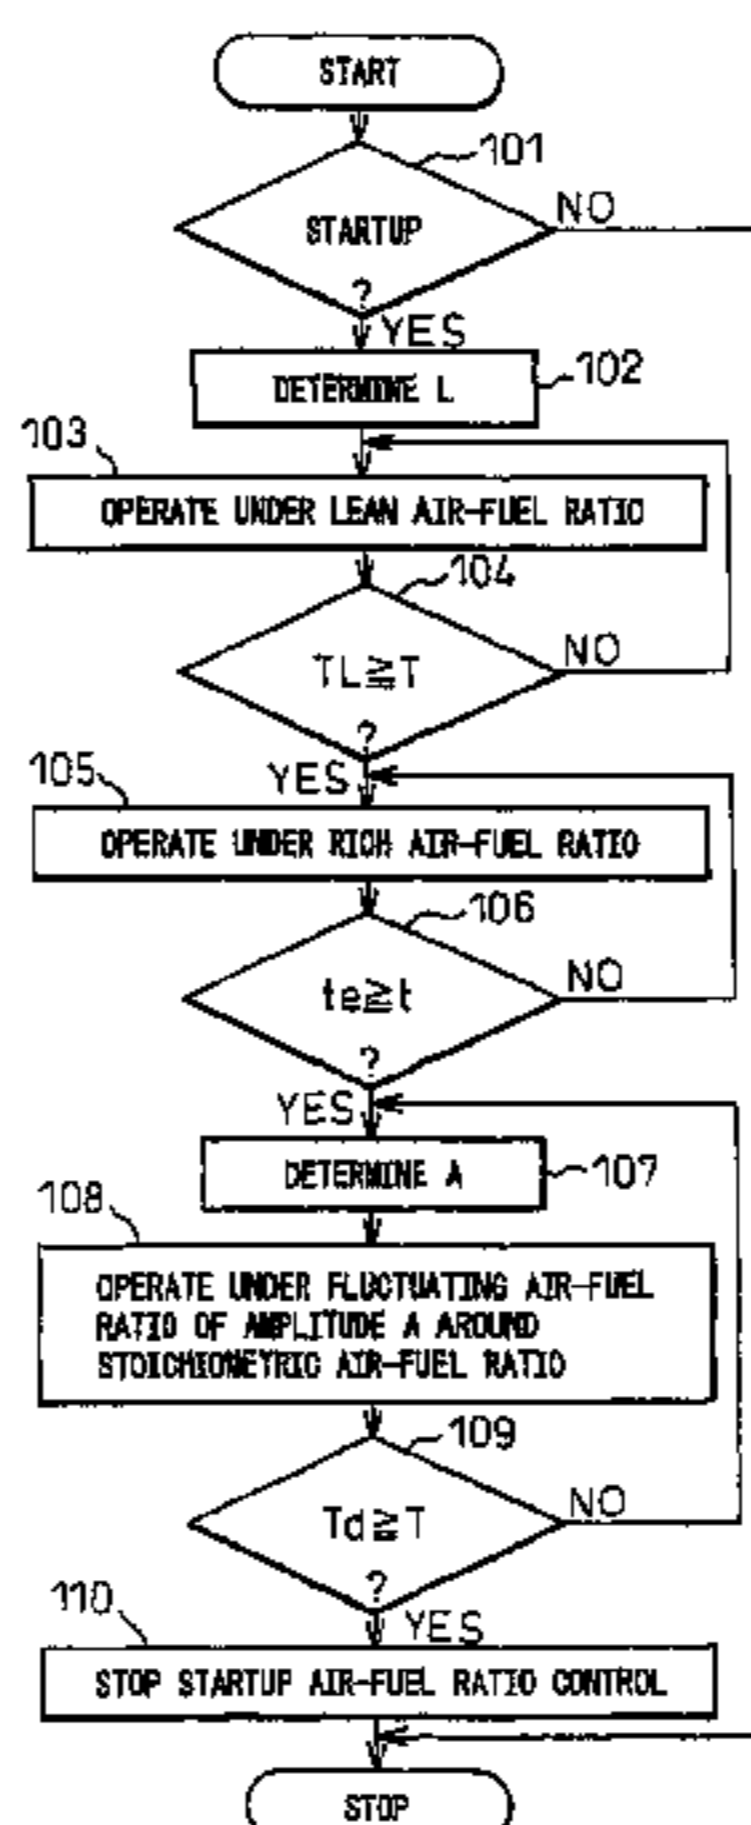 START
101
STARTUP
?
NO
YES
DETERMINE L
102
103
OPERATE UNDER LEAN AIR-FUEL RATIO
104
TL≧T
?
NO
YES
105
OPERATE UNDER RICH AIR-FUEL RATIO
106
te≧t
?
NO
YES
DETERMINE A
107
108
OPERATE UNDER FLUCTUATING AIR-FUEL
RATIO OF AMPLITUDE A AROUND
STOICHIOMETRIC AIR-FUEL RATIO
109
Td≧T
?
NO
YES
110
STOP STARTUP AIR-FUEL RATIO CONTROL
STOP